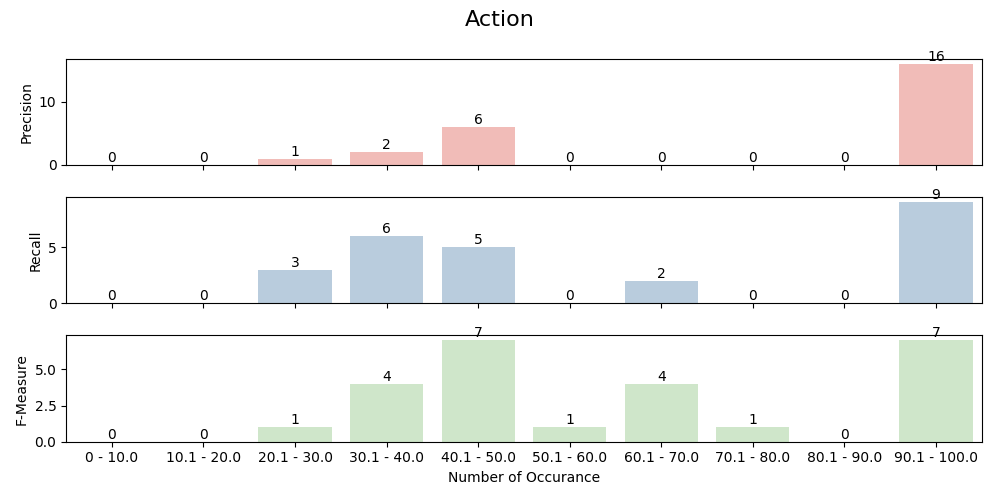 Action
Precision
10
0
0 0 1 2 6 0 0 0 0 16
Recall
5
0
0 0 3 6 5 0 2 0 0 9
F-Measure
5.0
2.5
0.0
0 0 1 4 7 1 4 1 0 7
0 - 10.0 10.1 - 20.0 20.1 - 30.0 30.1 - 40.0 40.1 - 50.0 50.1 - 60.0 60.1 - 70.0 70.1 - 80.0 80.1 - 90.0 90.1 - 100.0
Number of Occurance